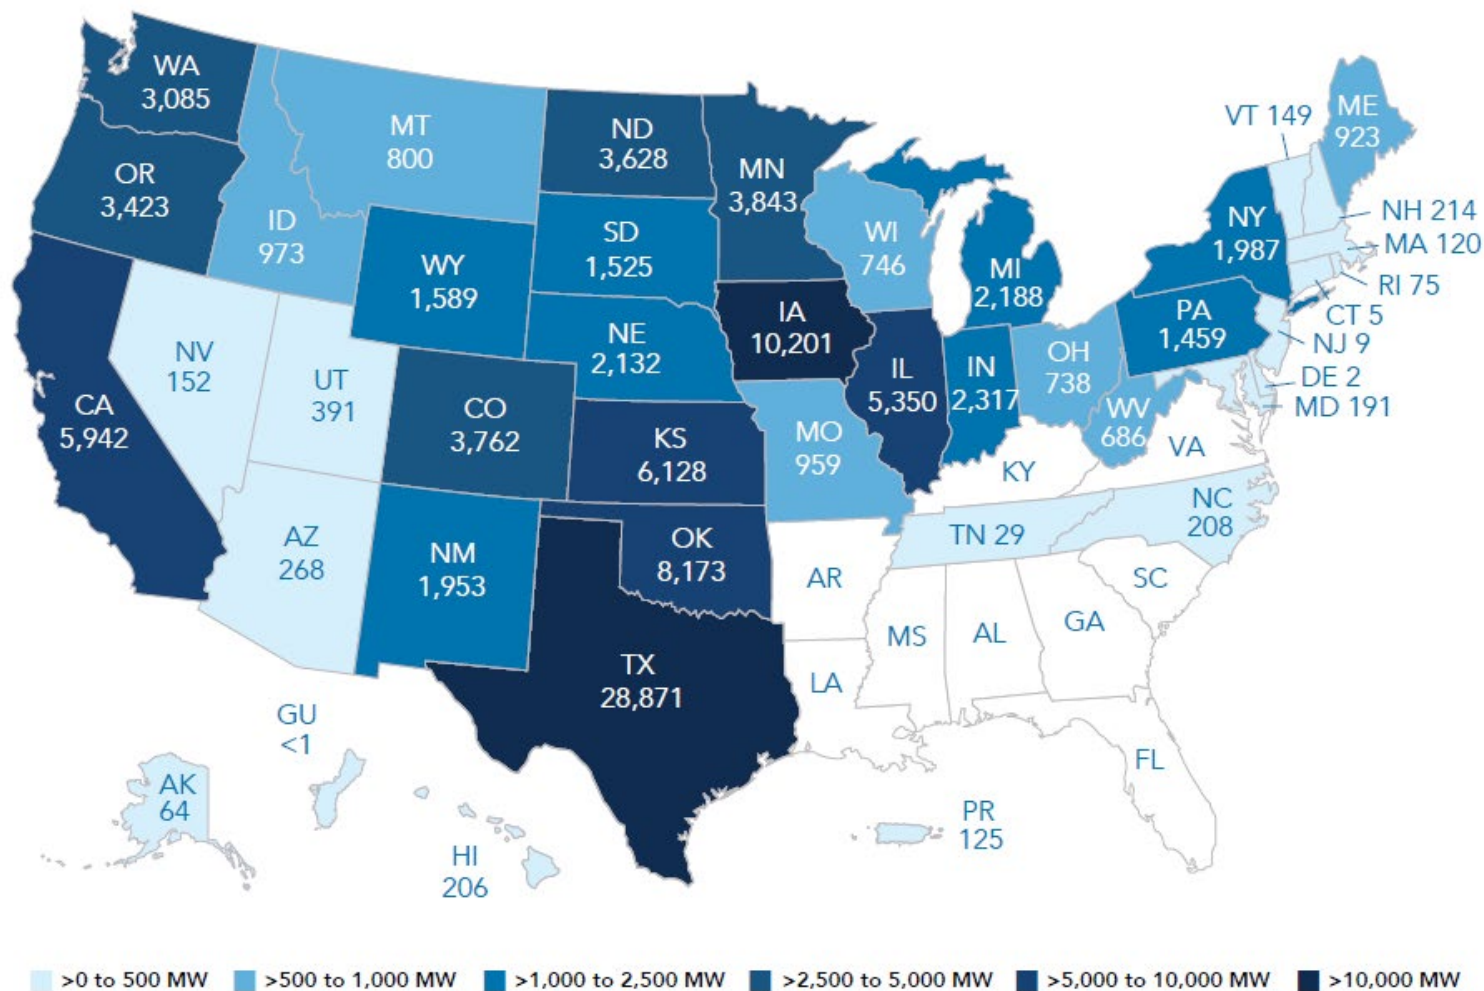 WA
3,085
OR
3,423
CA
5,942
ID
973
NV
152
MT
800
WY
1,589
UT
391
AZ
268
CO
3,762
NM
1,953
ND
3,628
SD
1,525
NE
2,132
KS
6,128
OK
8,173
TX
28,871
MN
3,843
IA
10,201
MO
959
AR
LA
WI
746
IL
5,350
MI
2,188
IN
2,317
OH
738
KY
WV
686
VA
TN 29
NC
208
SC
MS
AL
GA
FL
PA
1,459
NY
1,987
VT 149
ME
923
NH 214
MA 120
RI 75
CT 5
NJ 9
DE 2
MD 191
GU
<1
AK
64
HI
206
PR
125
>0 to 500 MW
>500 to 1,000 MW
>1,000 to 2,500 MW
>2,500 to 5,000 MW
>5,000 to 10,000 MW
>10,000 MW